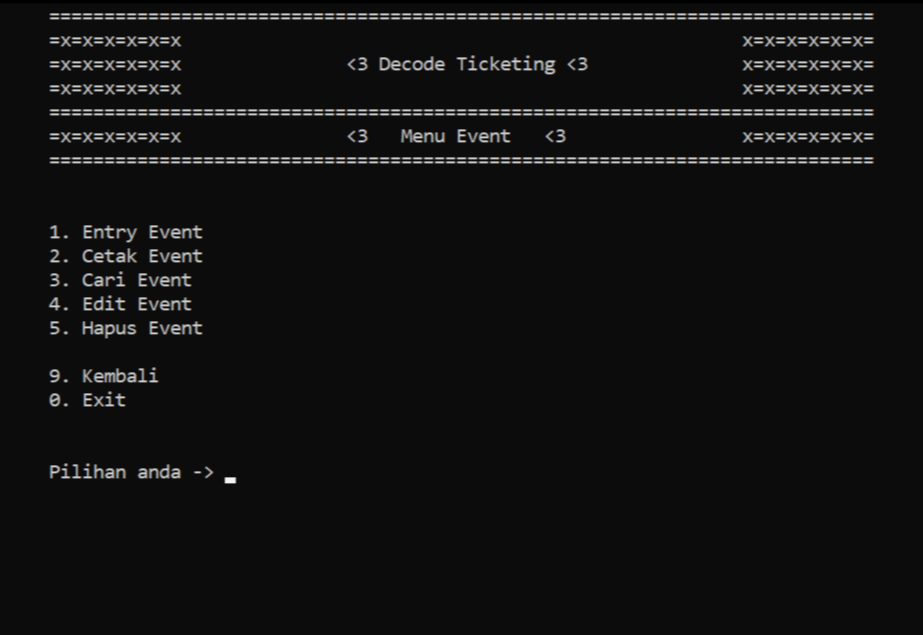 ===========================================================================
=x=x=x=x=x=x <3 Decode Ticketing <3 x=x=x=x=x=x=
=x=x=x=x=x=x x=x=x=x=x=x=
=x=x=x=x=x=x x=x=x=x=x=x=
===========================================================================
=x=x=x=x=x=x <3 Menu Event <3 x=x=x=x=x=x=
===========================================================================
1. Entry Event
2. Cetak Event
3. Cari Event
4. Edit Event
5. Hapus Event
9. Kembali
0. Exit
Pilihan anda ->